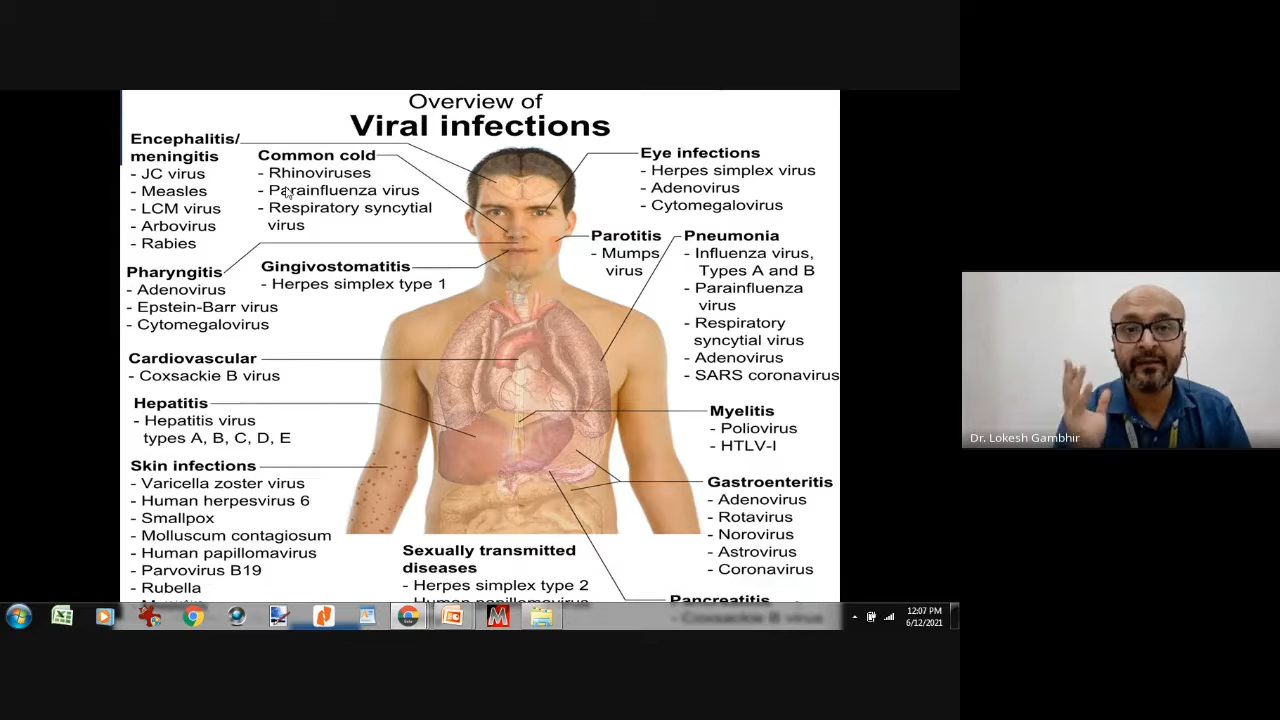 Overview of
Viral infections
Encephalitis/
meningitis
- JC virus
- Measles
- LCM virus
- Arbovirus
- Rabies
Common cold
- Rhinoviruses
- Parainfluenza virus
- Respiratory syncytial
virus
Eye infections
- Herpes simplex virus
- Adenovirus
- Cytomegalovirus
Pharyngitis
- Adenovirus
- Epstein-Barr virus
- Cytomegalovirus
Gingivostomatitis
- Herpes simplex type 1
Parotitis
- Mumps
virus
Pneumonia
- Influenza virus,
Types A and B
- Parainfluenza
virus
- Respiratory
syncytial virus
- Adenovirus
- SARS coronavirus
Cardiovascular
- Coxsackie B virus
Hepatitis
- Hepatitis virus
types A, B, C, D, E
Myelitis
- Poliovirus
- HTLV-I
Skin infections
- Varicella zoster virus
- Human herpesvirus 6
- Smallpox
- Molluscum contagiosum
- Human papillomavirus
- Parvovirus B19
- Rubella
Gastroenteritis
- Adenovirus
- Rotavirus
- Norovirus
- Astrovirus
- Coronavirus
Sexually transmitted
diseases
- Herpes simplex type 2
- Human papillomavirus
Pancreatitis
- Coxsackie B virus
Dr. Lokesh Gambhir
12:07 PM
6/12/2021